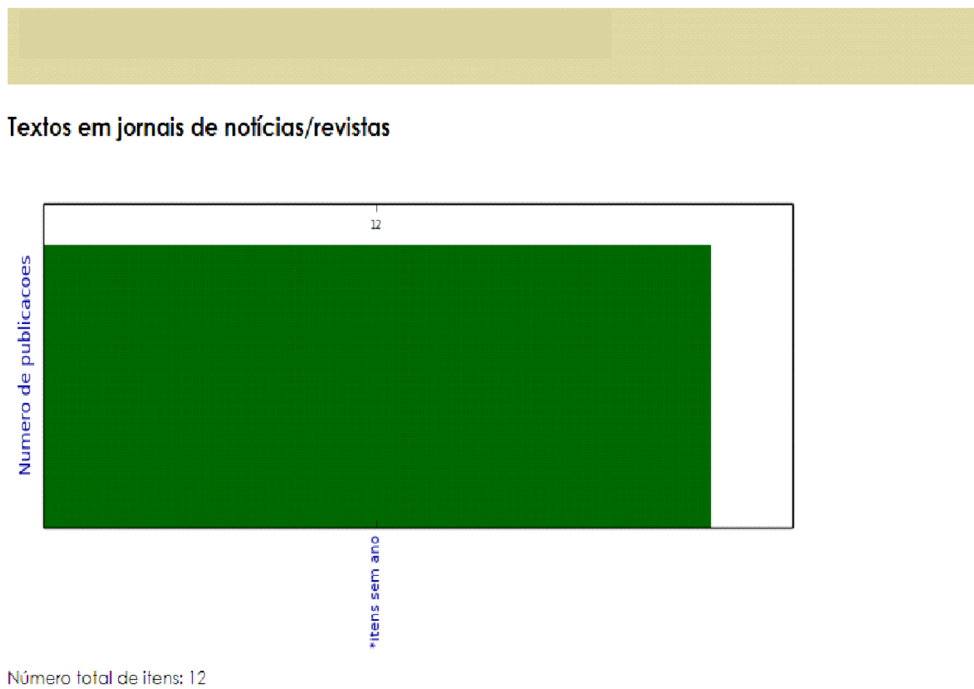 Textos em jornais de notícias/revistas
12
Numero de publicacoes
*itens sem ano
Número total de itens: 12